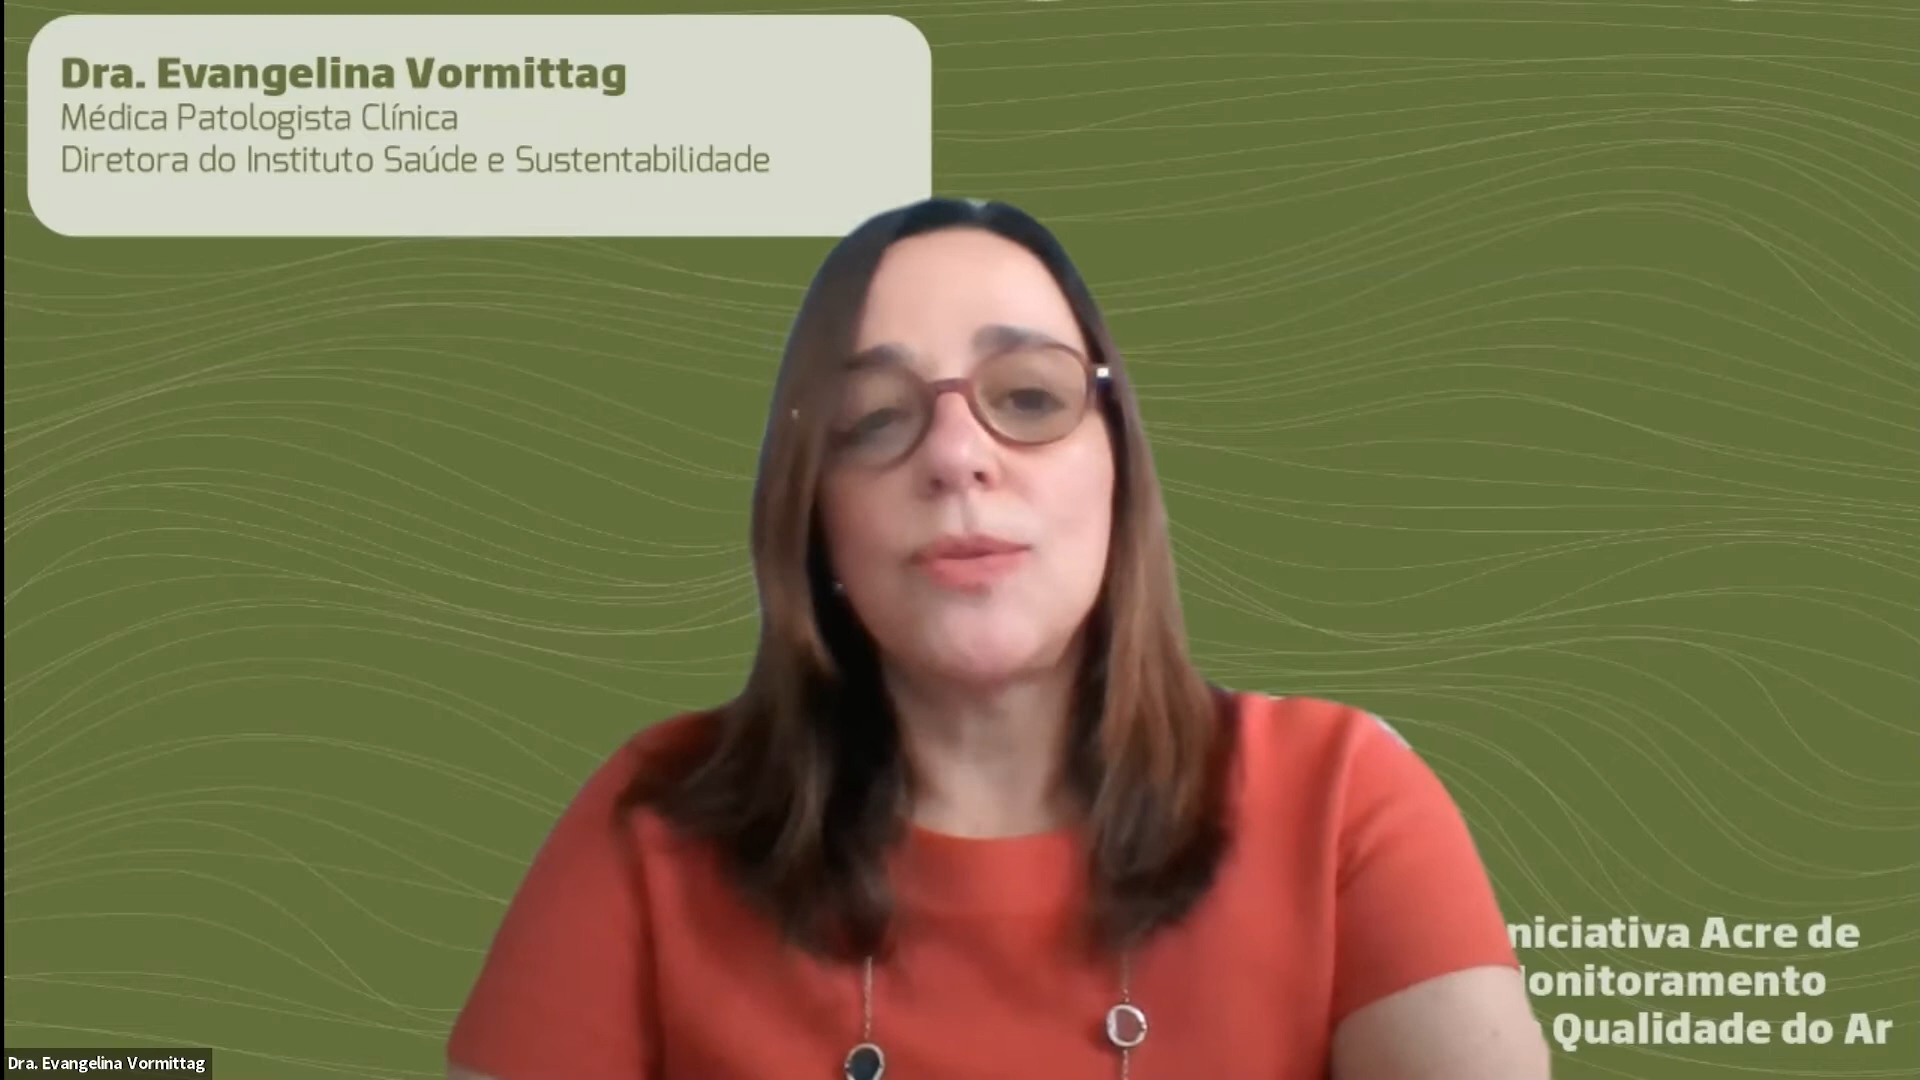 Dra. Evangelina Vormittag
Médica Patologista Clínica
Diretora do Instituto Saúde e Sustentabilidade
niciativa Acre de
onitoramento
Qualidade do Ar
Dra. Evangelina Vormittag